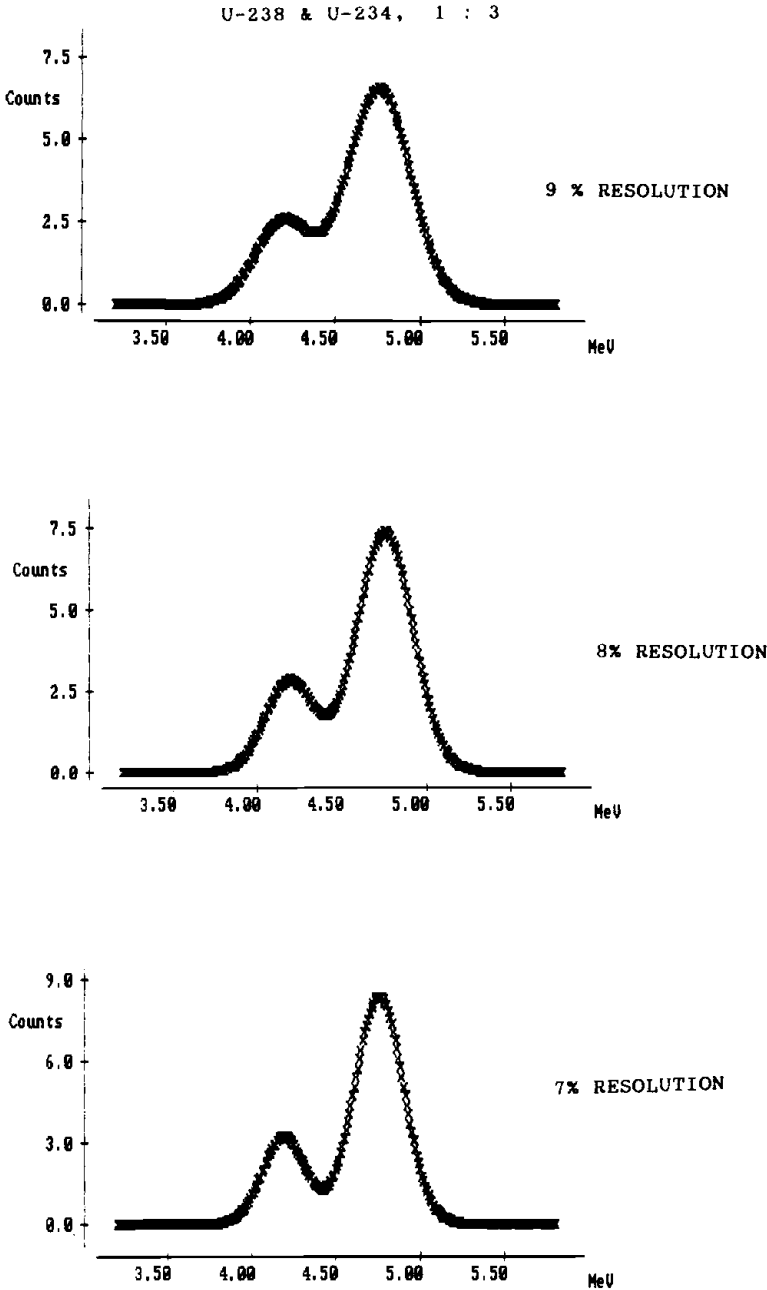 U-238 & U-234, 1 : 3
7.5
Counts
5.0
9 % RESOLUTION
2.5
0.0
3.50 4.00 4.50 5.00 5.50 MeV
7.5
Counts
5.0
8% RESOLUTION
2.5
0.0
3.50 4.00 4.50 5.00 5.50 MeV
9.0
Counts
6.0
7% RESOLUTION
3.0
0.0
3.50 4.00 4.50 5.00 5.50 MeV